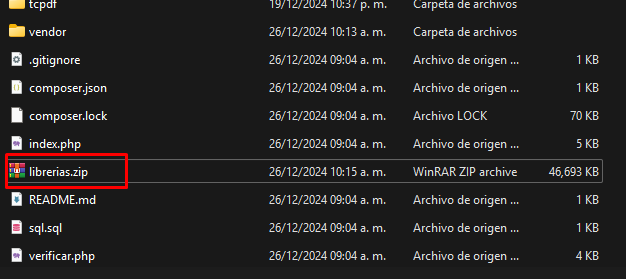 tcpdf 19/12/2024 10:37 p. m. Carpeta de archivos
vendor 26/12/2024 10:13 a. m. Carpeta de archivos
.gitignore 26/12/2024 09:04 a. m. Archivo de origen ... 1 KB
composer.json 26/12/2024 09:04 a. m. Archivo de origen ... 1 KB
composer.lock 26/12/2024 09:04 a. m. Archivo LOCK 70 KB
index.php 26/12/2024 09:04 a. m. Archivo de origen ... 5 KB
librerias.zip 26/12/2024 10:15 a. m. WinRAR ZIP archive 46,693 KB
README.md 26/12/2024 09:04 a. m. Archivo de origen ... 1 KB
sql.sql 26/12/2024 09:04 a. m. Archivo de origen ... 1 KB
verificar.php 26/12/2024 09:04 a. m. Archivo de origen ... 4 KB